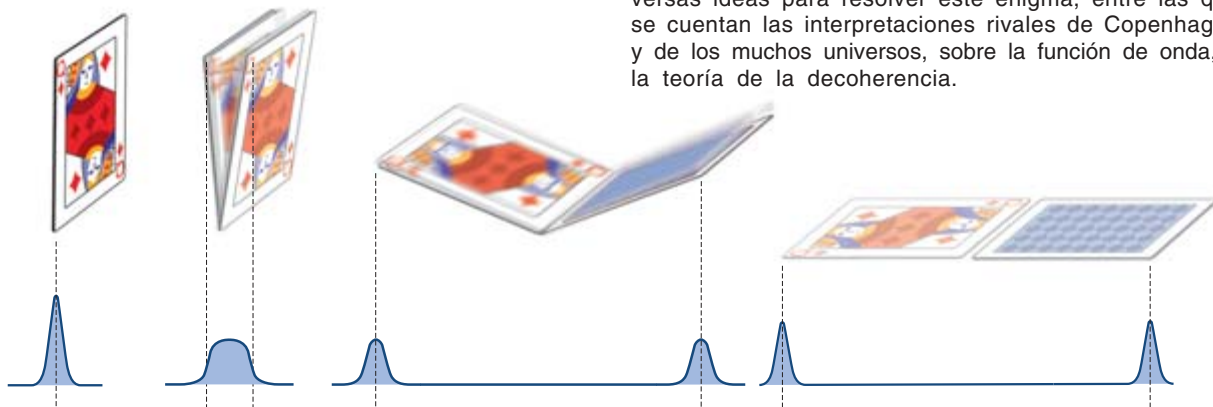 versas ideas para resolver este enigma, entre las q
se cuentan las interpretaciones rivales de Copenhag
y de los muchos universos, sobre la función de onda,
la teoría de la decoherencia.